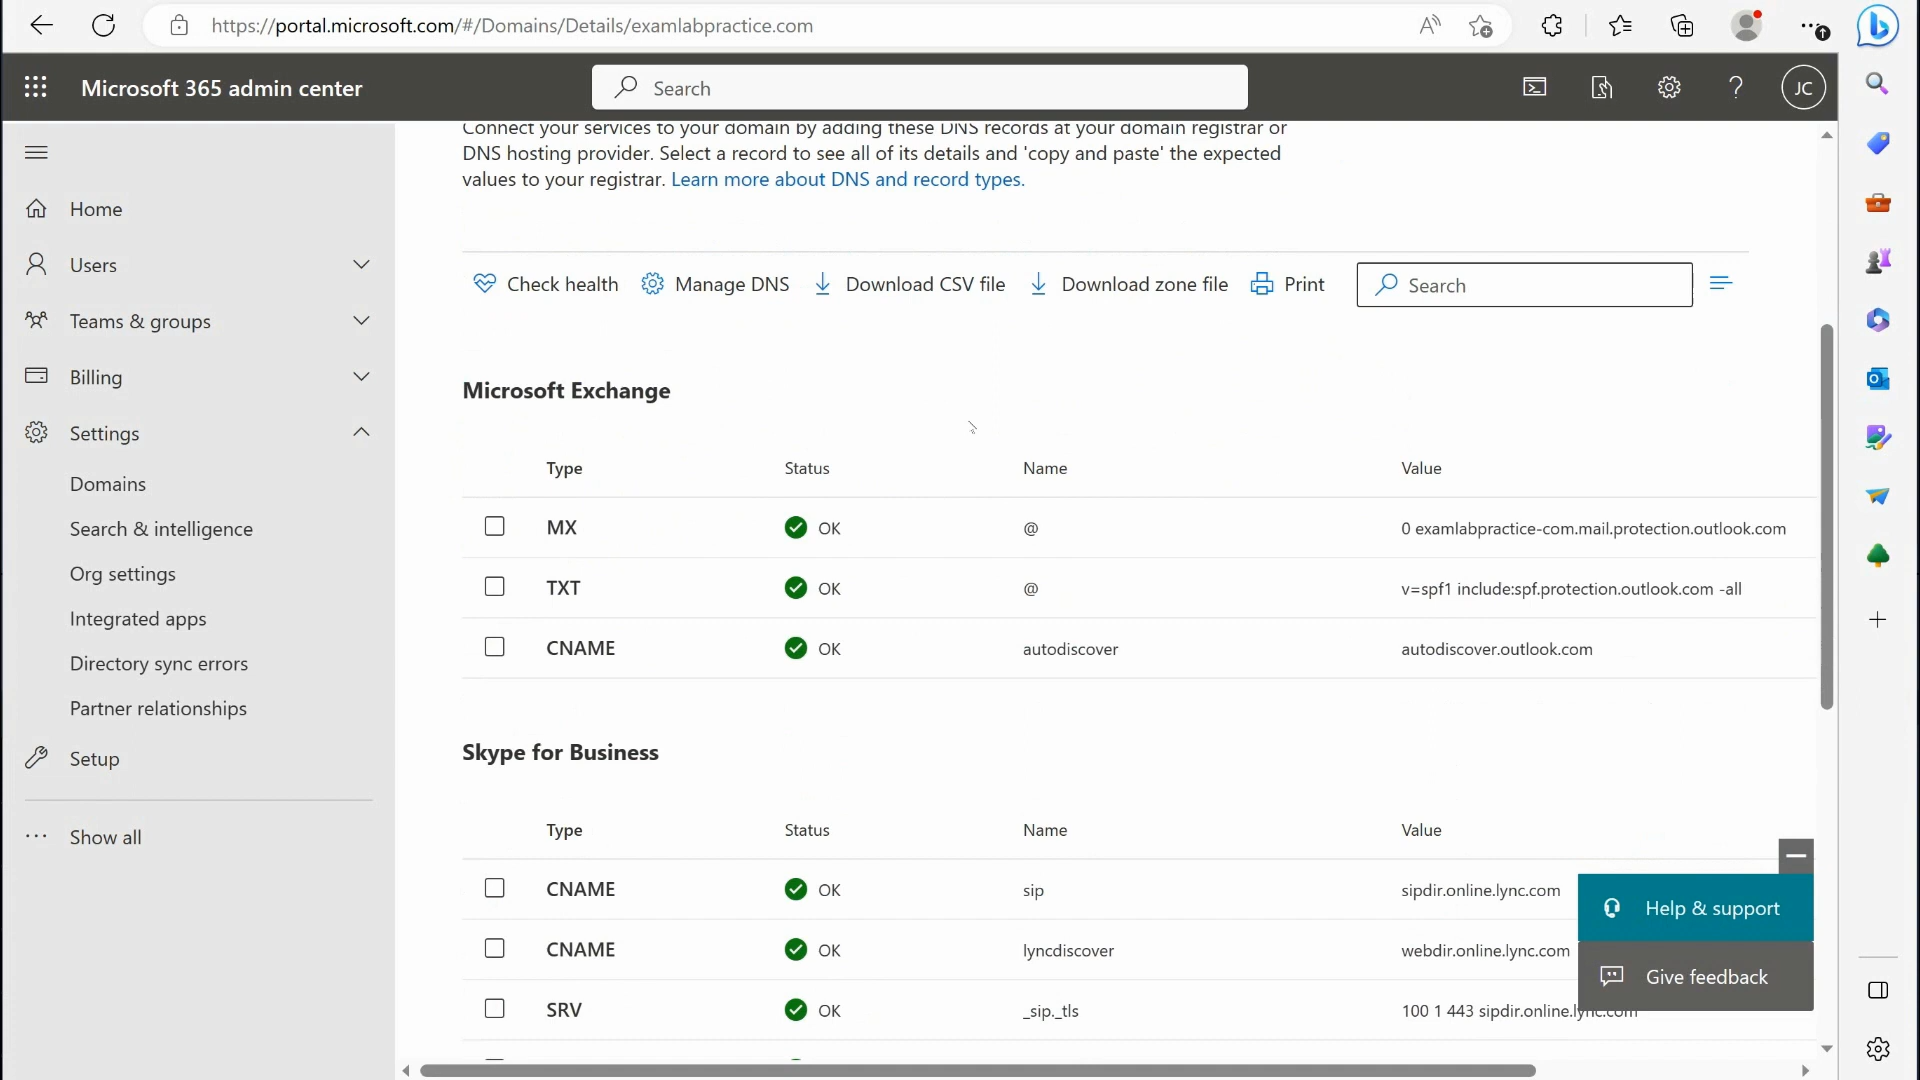 https://portal.microsoft.com/#/Domains/Details/examlabpractice.com
Microsoft 365 admin center
Search
JC
Connect your services to your domain by adding these DNS records at your domain registrar or
DNS hosting provider. Select a record to see all of its details and 'copy and paste' the expected
values to your registrar. Learn more about DNS and record types.
Home
Users
Teams & groups
Billing
Settings
Domains
Search & intelligence
Org settings
Integrated apps
Directory sync errors
Partner relationships
Setup
Show all
Check health
Manage DNS
Download CSV file
Download zone file
Print
Search
Microsoft Exchange
Type Status Name Value
MX OK @ 0 examlabpractice-com.mail.protection.outlook.com
TXT OK @ v=spf1 include:spf.protection.outlook.com -all
CNAME OK autodiscover autodiscover.outlook.com
Skype for Business
Type Status Name Value
CNAME OK sip sipdir.online.lync.com
CNAME OK lyncdiscover webdir.online.lync.com
SRV OK _sip._tls 100 1 443 sipdir.online.lync.com
Help & support
Give feedback